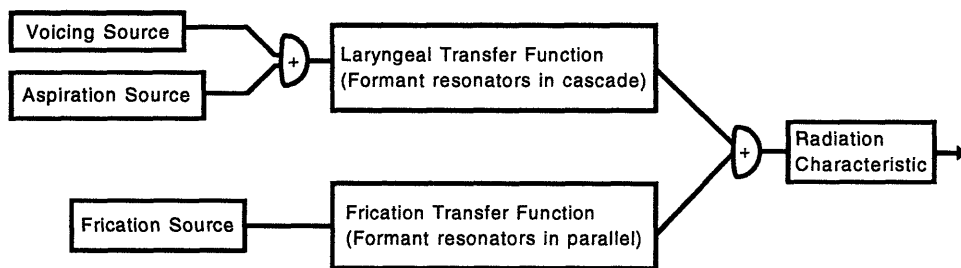 Voicing Source
Aspiration Source
+
Laryngeal Transfer Function
(Formant resonators in cascade)
+
Radiation
Characteristic
Frication Source
Frication Transfer Function
(Formant resonators in parallel)